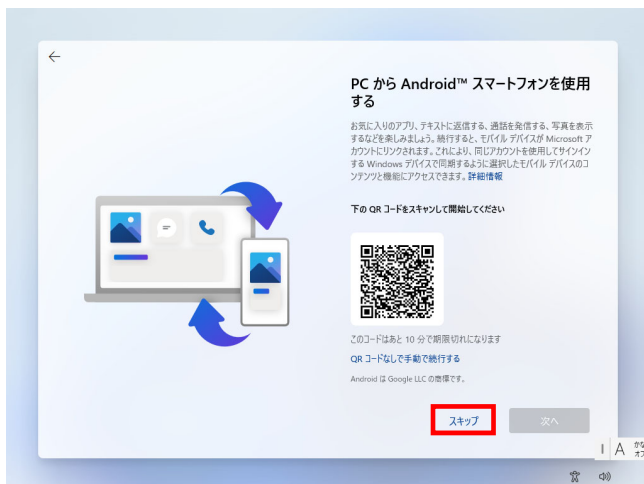 PC から Android™ スマートフォンを使用
する
お気に入りのアプリ、テキストに返信する、通話を発信する、写真を表示
するなどを楽しみましょう。続行すると、モバイル デバイスが Microsoft ア
カウントにリンクされます。これにより、同じアカウントを使用してサインイン
する Windows デバイスで同期するように選択したモバイル デバイスのコ
ンテンツと機能にアクセスできます。詳細情報
下の QR コードをスキャンして開始してください
このコードはあと 10 分で期限切れになります
QR コードなしで手動で続行する
Android は Google LLC の商標です。
スキップ
次へ
A
かな
オフ